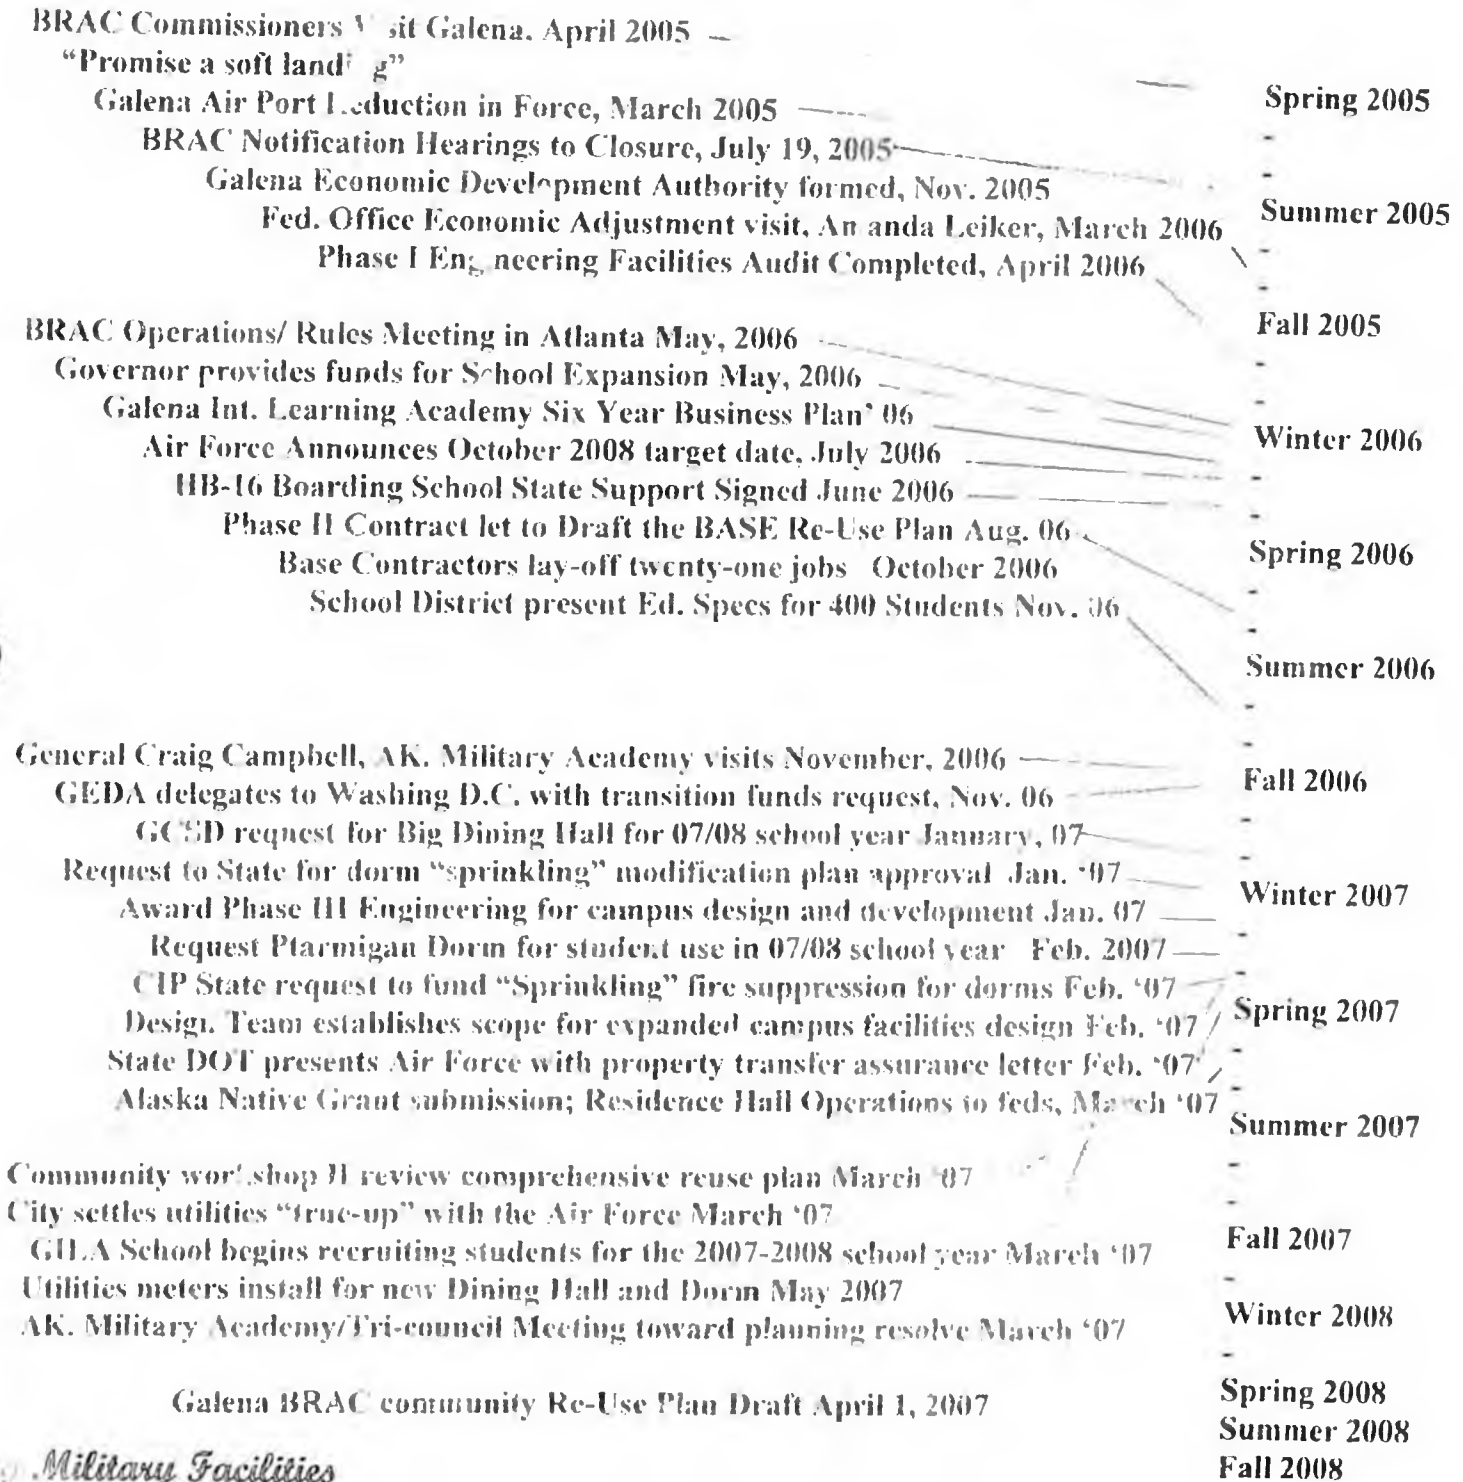 BRAC Commissioners Visit Galena, April 2005
“Promise a soft landing”
Galena Air Port Reduction in Force, March 2005
BRAC Notification Hearings to Closure, July 19, 2005
Galena Economic Development Authority formed, Nov. 2005
Fed. Office Economic Adjustment visit, Amanda Leiker, March 2006
Phase I Engineering Facilities Audit Completed, April 2006
BRAC Operations/ Rules Meeting in Atlanta May, 2006
Governor provides funds for School Expansion May, 2006
Galena Int. Learning Academy Six Year Business Plan’ 06
Air Force Announces October 2008 target date, July 2006
HB-16 Boarding School State Support Signed June 2006
Phase II Contract let to Draft the BASE Re-Use Plan Aug. 06
Base Contractors lay-off twenty-one jobs October 2006
School District present Ed. Specs for 400 Students Nov. 06
General Craig Campbell, AK. Military Academy visits November, 2006
GEDA delegates to Washing D.C. with transition funds request, Nov. 06
GCSD request for Big Dining Hall for 07/08 school year January, 07
Request to State for dorm “sprinkling” modification plan approval Jan. ‘07
Award Phase III Engineering for campus design and development Jan. 07
Request Ptarmigan Dorm for student use in 07/08 school year Feb. 2007
CIP State request to fund “Sprinkling” fire suppression for dorms Feb. ‘07
Design Team establishes scope for expanded campus facilities design Feb. ‘07
State DOT presents Air Force with property transfer assurance letter Feb. ‘07
Alaska Native Grant submission; Residence Hall Operations to feds, March ‘07
Community workshop II review comprehensive reuse plan March ‘07
City settles utilities “true-up” with the Air Force March ‘07
GILA School begins recruiting students for the 2007-2008 school year March ‘07
Utilities meters install for new Dining Hall and Dorm May 2007
AK. Military Academy/Tri-council Meeting toward planning resolve March ‘07
Galena BRAC community Re-Use Plan Draft April 1, 2007
Military Facilities
Spring 2005
-
-
Summer 2005
-
-
Fall 2005
-
-
Winter 2006
-
-
Spring 2006
-
-
Summer 2006
-
-
Fall 2006
-
-
Winter 2007
-
-
Spring 2007
-
-
Summer 2007
-
-
Fall 2007
-
Winter 2008
-
Spring 2008
Summer 2008
Fall 2008